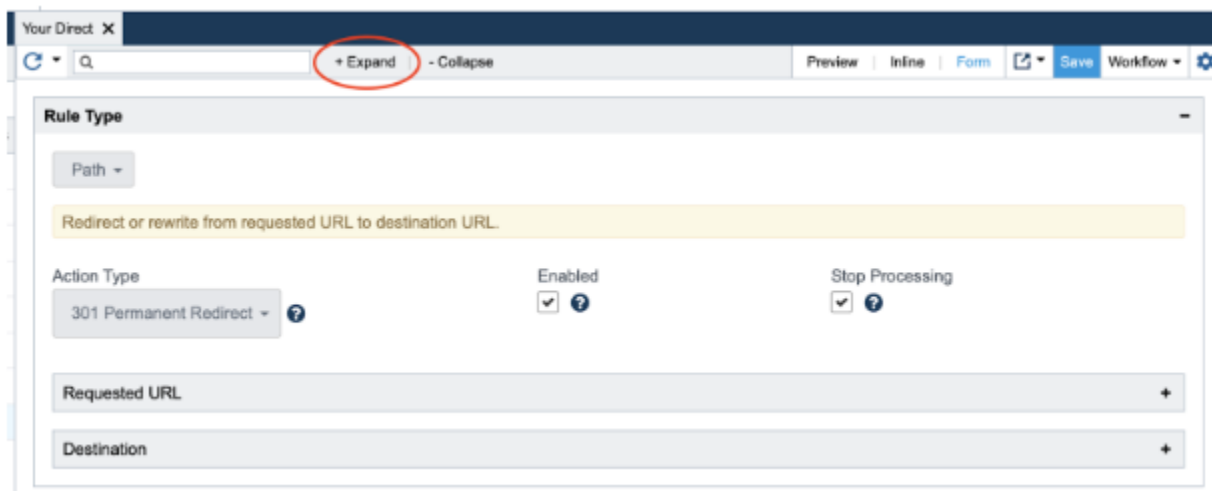 Your Direct
+ Expand - Collapse Preview Inline Form Save Workflow
Rule Type
Path
Redirect or rewrite from requested URL to destination URL.
Action Type Enabled Stop Processing
301 Permanent Redirect
Requested URL
Destination